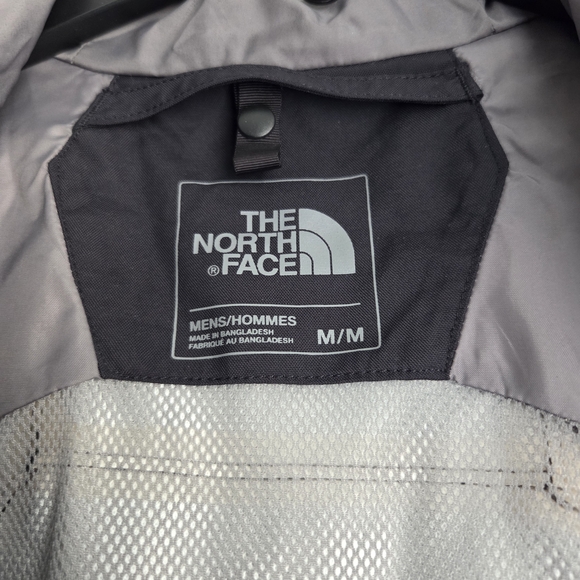 THE
NORTH
® FACE
MENS/HOMMES
MADE IN BANGLADESH
FABRIQUÉ AU BANGLADESH
M/M